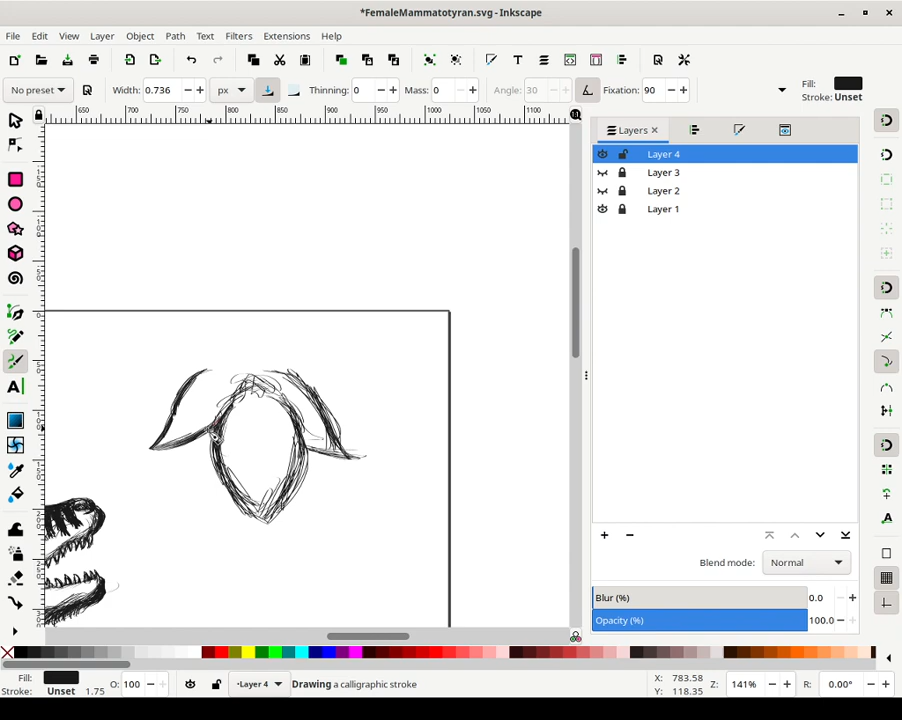 *FemaleMammatotyran.svg - Inkscape
File Edit View Layer Object Path Text Filters Extensions Help
No preset Width: 0.736 px Thinning: 0 Mass: 0 Angle: 30 Fixation: 90 Fill:
Stroke: Unset
650 700 750 800 850 900 950 1000 1050 1100
Layers
Layer 4
Layer 3
Layer 2
Layer 1
Blend mode: Normal
Blur (%) 0.0
Opacity (%) 100.0
Fill:
Stroke: Unset 1.75 O: 100 Layer 4 Drawing a calligraphic stroke X: 783.58 Z: 141% R: 0.00°
Y: 118.35